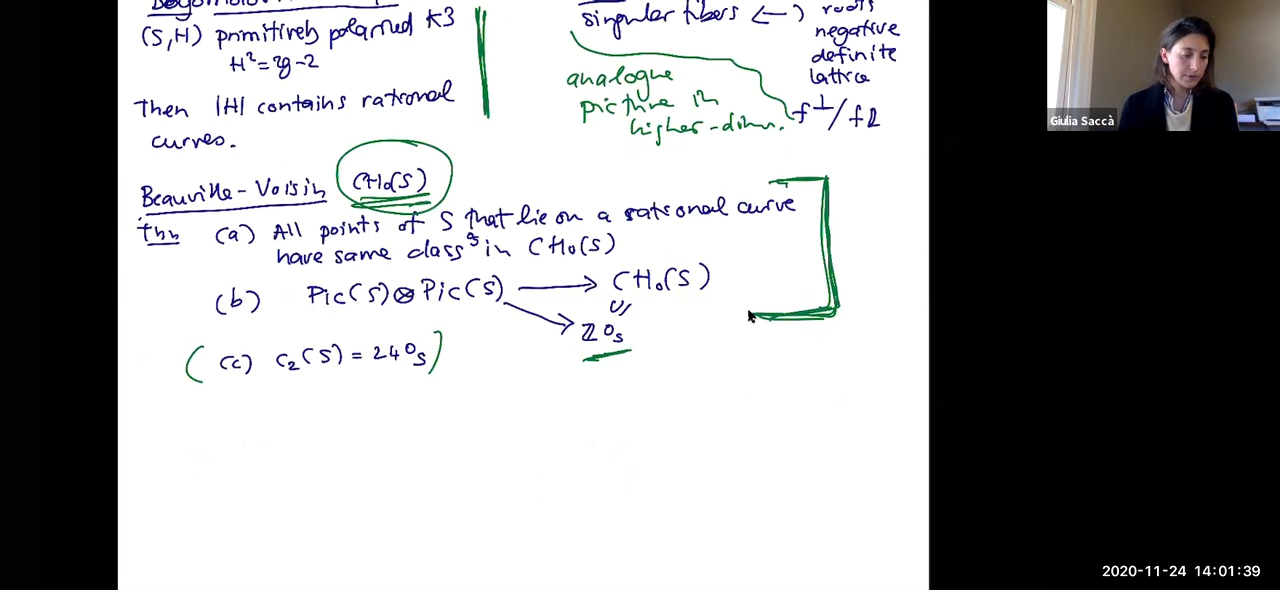 (S,H) primitively polarized K3
H²=2g-2
Then |H| contains rational
curves.
singular fibers ⟷ roots
negative
definite
lattice
f^⊥/fℤ
analogue
picture in
higher-dim.
Beauville-Voisin CH₀(S)
Thm (a) All points of S that lie on a rational curve
have same class in CH₀(S)
(b) Pic(S)⊗Pic(S) ⟶ CH₀(S)
∪
ℤ o_S
(c) c₂(S) = 24 o_S
Giulia Saccà
2020-11-24 14:01:39